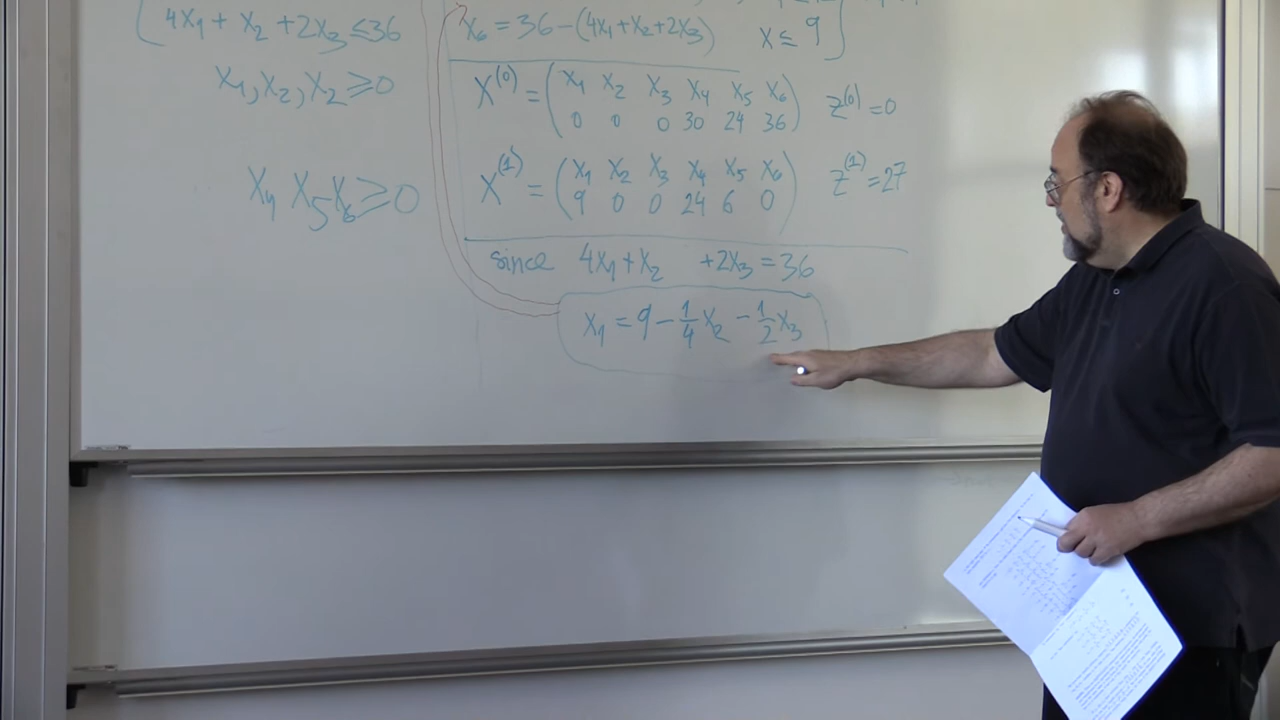 4x₁ + x₂ + 2x₃ ≤ 36
x₁, x₂, x₂ ≥ 0
x₄ x₅ x₆ ≥ 0
x₆ = 36 - (4x₁ + x₂ + 2x₃)
x ≤ 9
x⁽⁰⁾ = ( x₁ x₂ x₃ x₄ x₅ x₆ ) z⁽⁰⁾ = 0
0 0 0 30 24 36
x⁽¹⁾ = ( x₁ x₂ x₃ x₄ x₅ x₆ ) z⁽¹⁾ = 27
9 0 0 24 6 0
since 4x₁ + x₂ + 2x₃ = 36
x₁ = 9 - 1/4 x₂ - 1/2 x₃